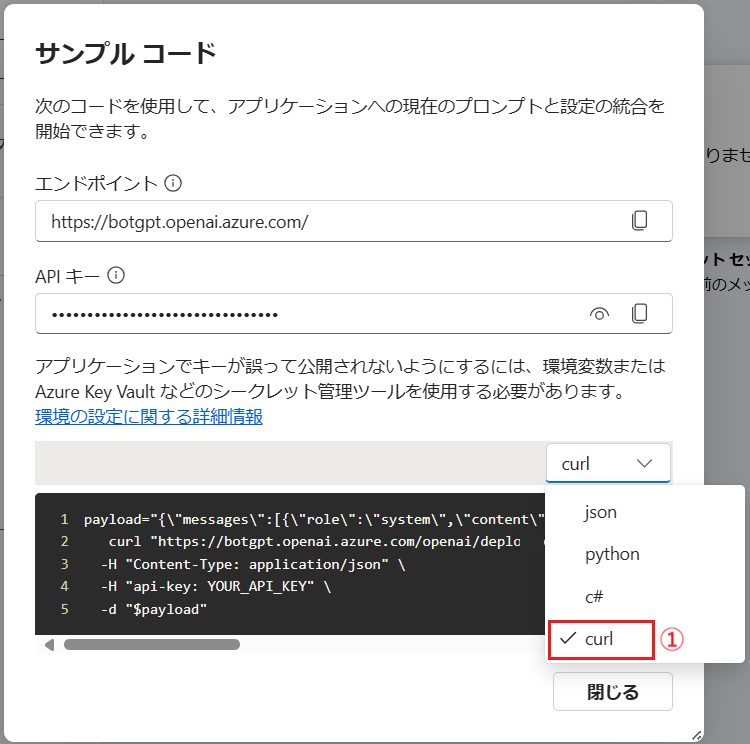 サンプル コード
次のコードを使用して、アプリケーションへの現在のプロンプトと設定の統合を
開始できます。
エンドポイント
https://botgpt.openai.azure.com/
API キー
•••••••••••••••••••••••••••••••
アプリケーションでキーが誤って公開されないようにするには、環境変数または
Azure Key Vault などのシークレット管理ツールを使用する必要があります。
環境の設定に関する詳細情報
curl
1 payload="{\"messages\":[{\"role\":\"system\",\"content\"
2 curl "https://botgpt.openai.azure.com/openai/deplo
3 -H "Content-Type: application/json" \
4 -H "api-key: YOUR_API_KEY" \
5 -d "$payload"
json
python
c#
curl ①
閉じる
りませ
ット セッ
前のメッ